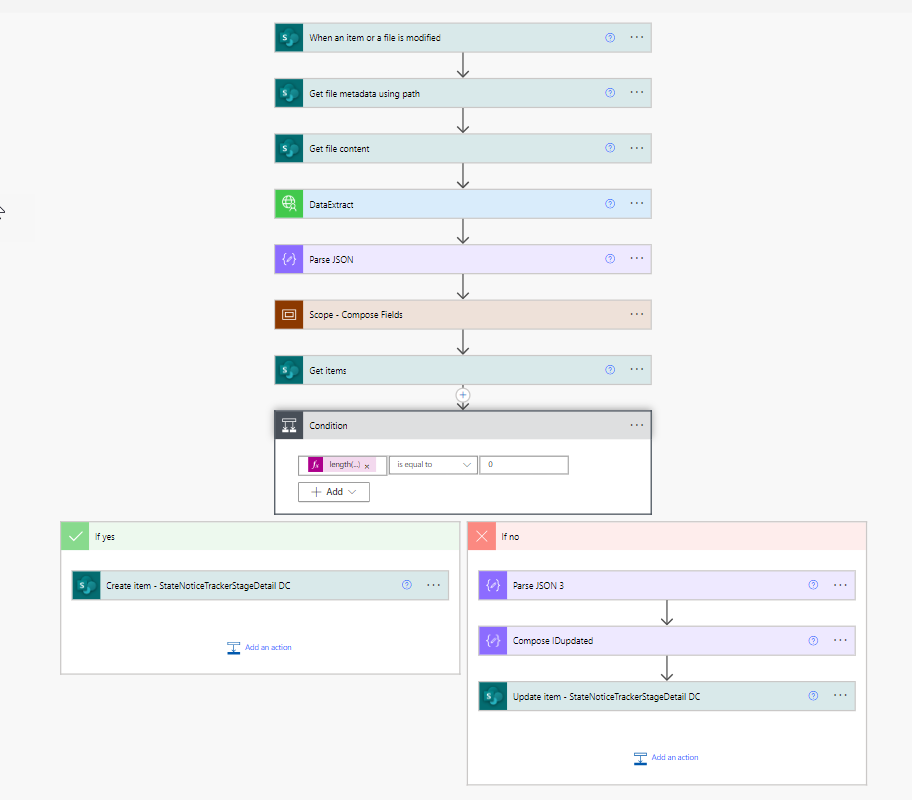 When an item or a file is modified
Get file metadata using path
Get file content
DataExtract
Parse JSON
Scope - Compose Fields
Get items
Condition
fx length(...) x is equal to 0
Add
If yes
If no
Create item - StateNoticeTrackerStageDetail DC
Add an action
Parse JSON 3
Compose IDupdated
Update item - StateNoticeTrackerStageDetail DC
Add an action